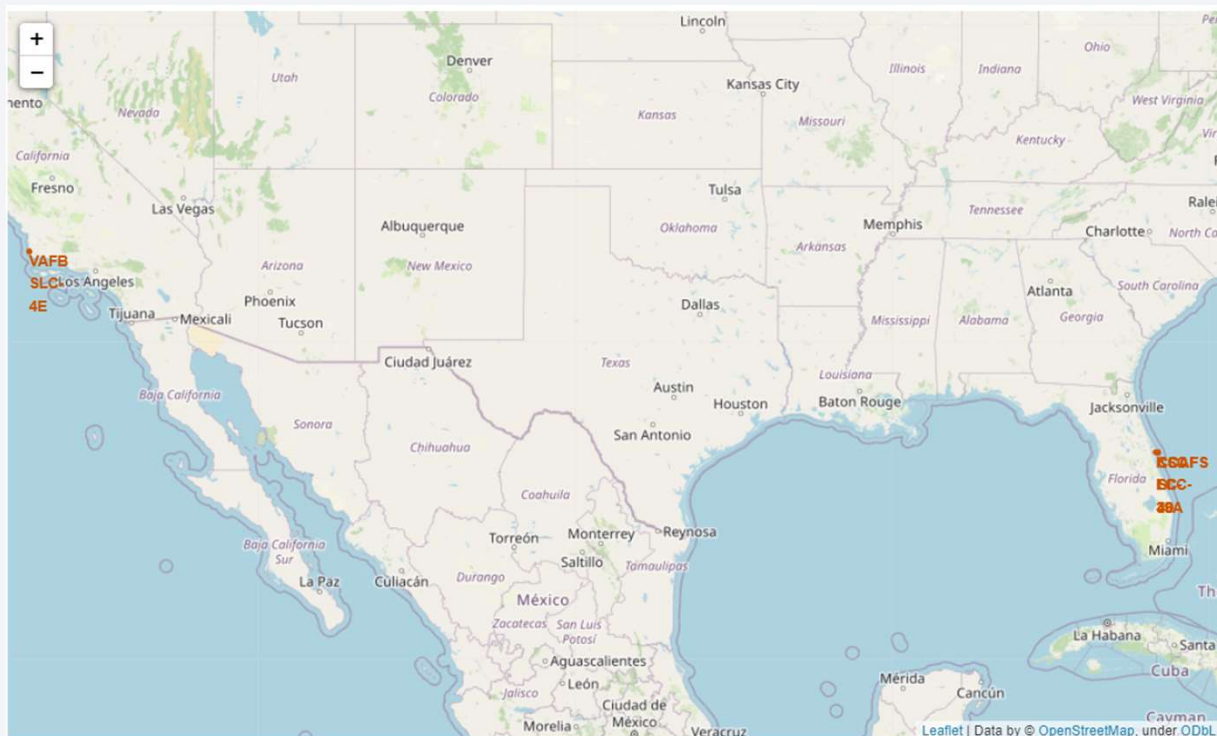 +
−
Lincoln
Denver
Utah
Nevada
Colorado
Kansas City
Kansas
Missouri
Illinois
Indiana
Ohio
West Virginia
Kentucky
California
Fresno
Las Vegas
Tulsa
Albuquerque
Oklahoma
Memphis
Tennessee
Charlotte
VAFB
SLC-
4E
Los Angeles
Arizona
New Mexico
Arkansas
Atlanta
South Carolina
Phoenix
Dallas
Tijuana
Mexicali
Tucson
Mississippi
Alabama
Georgia
Ciudad Juárez
Texas
Louisiana
Baja California
Austin
Baton Rouge
Houston
Jacksonville
Sonora
Chihuahua
San Antonio
Florida
Coahuila
Torreón
Monterrey
Reynosa
Baja California
Sur
Saltillo
Tamaulipas
Miami
La Paz
Culiacán
Durango
México
Zacatecas
San Luis
Potosí
La Habana
Aguascalientes
Cuba
León
Mérida
Cancún
Jalisco
Ciudad de
México
Morelia
Veracruz
Cayman
Leaflet | Data by © OpenStreetMap, under ODbL